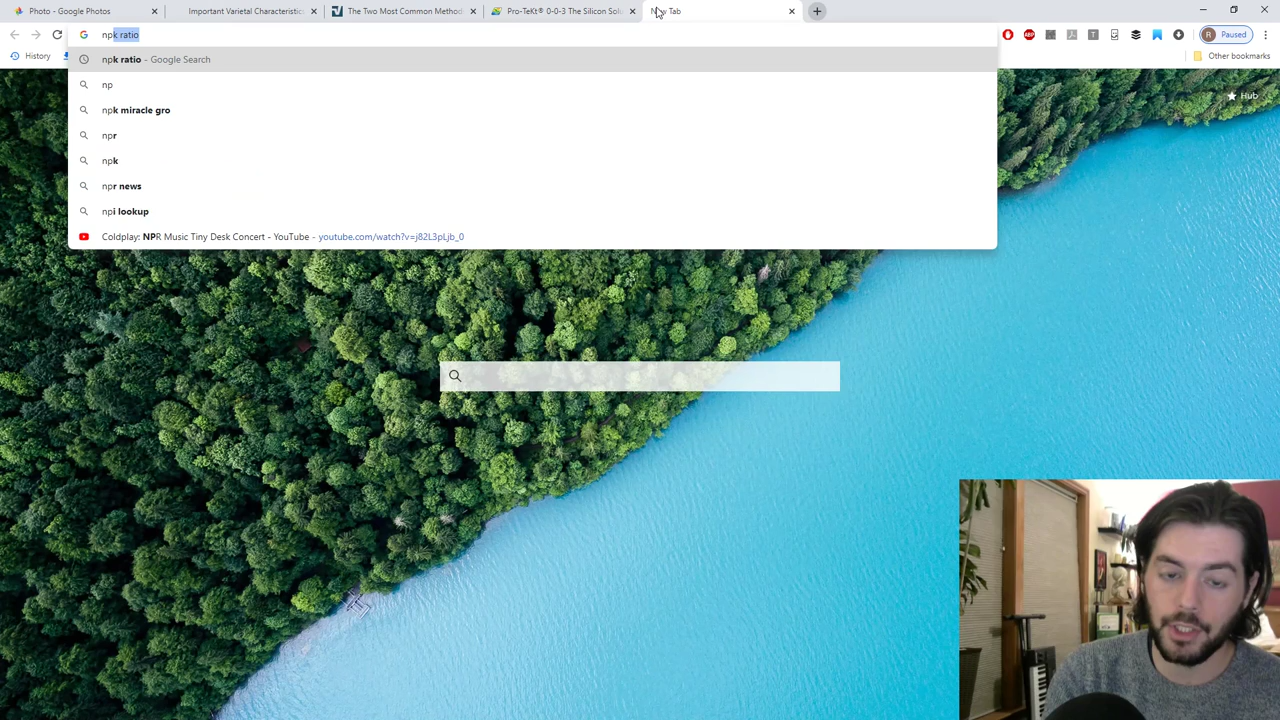 Photo - Google Photos
Important Varietal Characteristics
The Two Most Common Method
Pro-TeKt® 0-0-3 The Silicon Solu
New Tab
npk ratio
ABP
T
R Paused
History
Other bookmarks
npk ratio - Google Search
np
npk miracle gro
npr
npk
npr news
npi lookup
Coldplay: NPR Music Tiny Desk Concert - YouTube - youtube.com/watch?v=j82L3pLjb_0
Hub